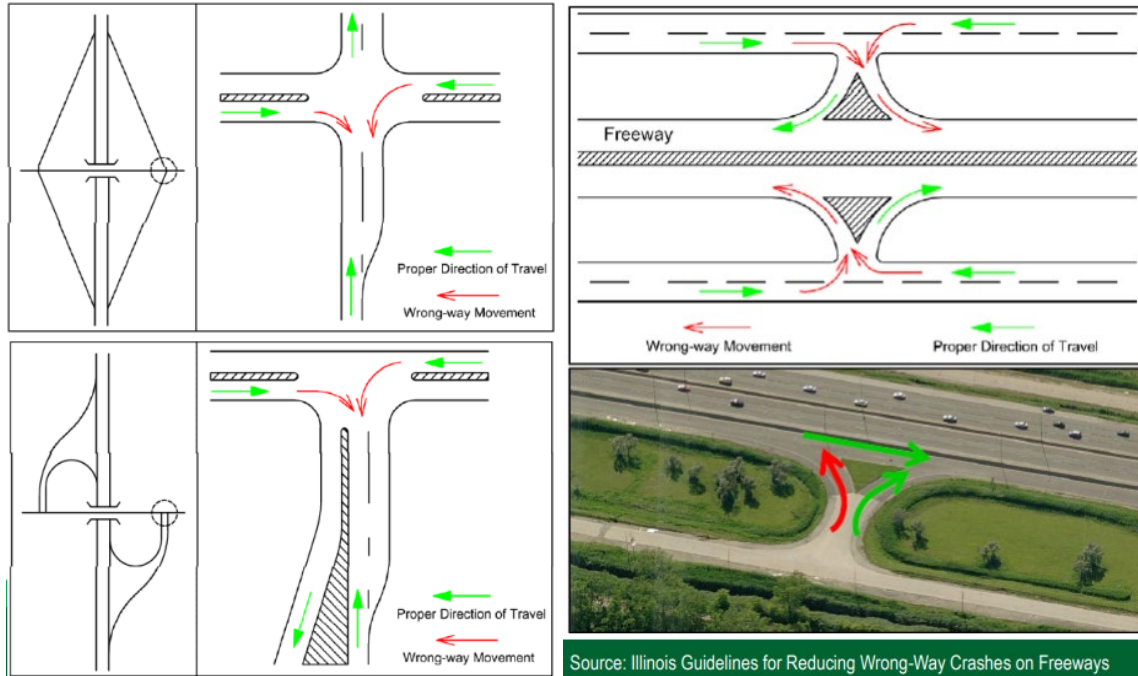 Proper Direction of Travel
Wrong-way Movement
Proper Direction of Travel
Wrong-way Movement
Freeway
Wrong-way Movement
Proper Direction of Travel
Source: Illinois Guidelines for Reducing Wrong-Way Crashes on Freeways